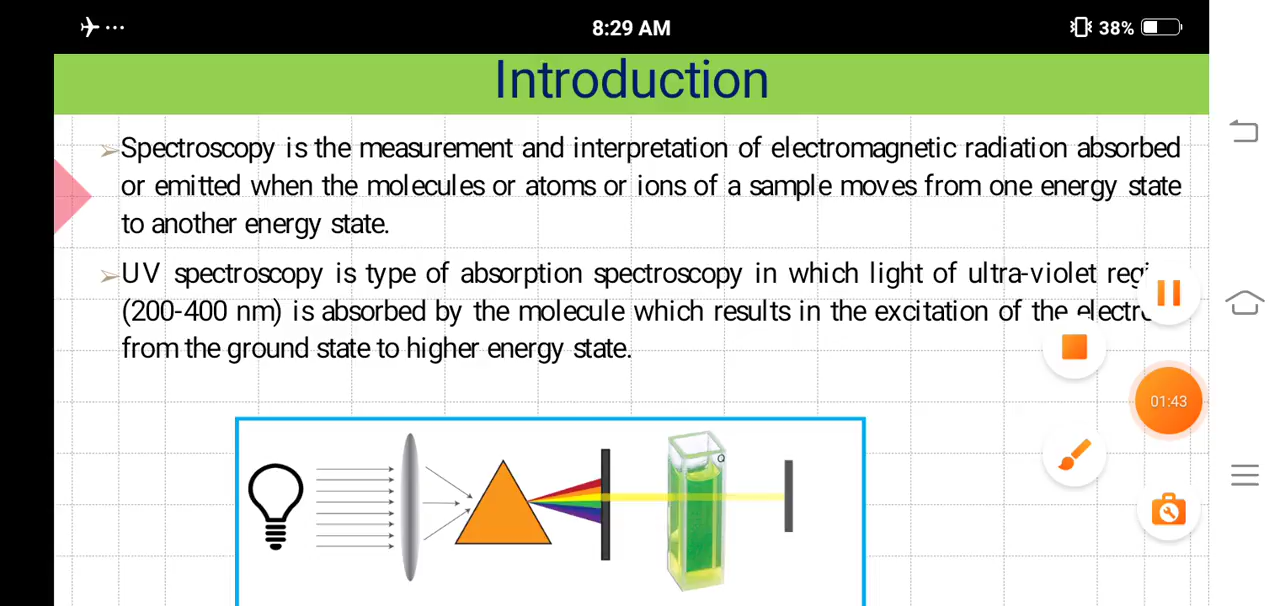 8:29 AM
38%
Introduction
Spectroscopy is the measurement and interpretation of electromagnetic radiation absorbed
or emitted when the molecules or atoms or ions of a sample moves from one energy state
to another energy state.
UV spectroscopy is type of absorption spectroscopy in which light of ultra-violet
(200-400 nm) is absorbed by the molecule which results in the excitation of the
from the ground state to higher energy state.
01:43